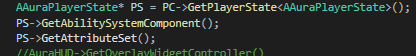 AAuraPlayerState* PS = PC->GetPlayerState<AAuraPlayerState>();
PS->GetAbilitySystemComponent();
PS->GetAttributeSet();
//AuraHUD->GetOverlayWidgetController()